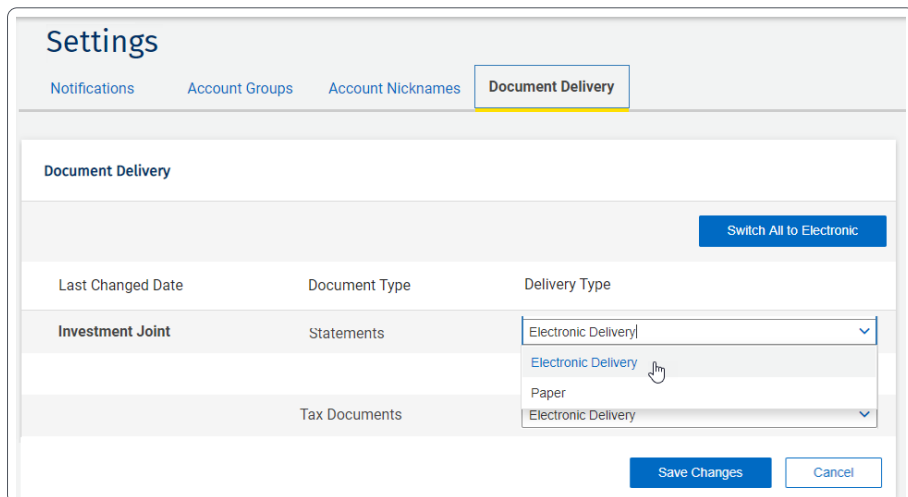 Settings
Notifications Account Groups Account Nicknames Document Delivery
Document Delivery
Switch All to Electronic
Last Changed Date Document Type Delivery Type
Investment Joint Statements Electronic Delivery
Electronic Delivery
Paper
Tax Documents Electronic Delivery
Save Changes Cancel